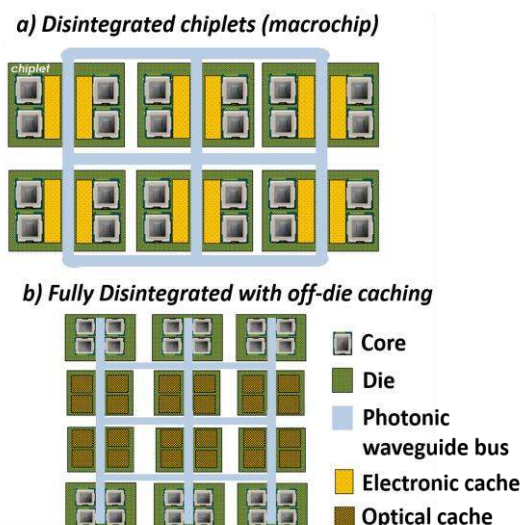 a) Disintegrated chiplets (macrochip)
chiplet
b) Fully Disintegrated with off-die caching
Core
Die
Photonic
waveguide bus
Electronic cache
Optical cache